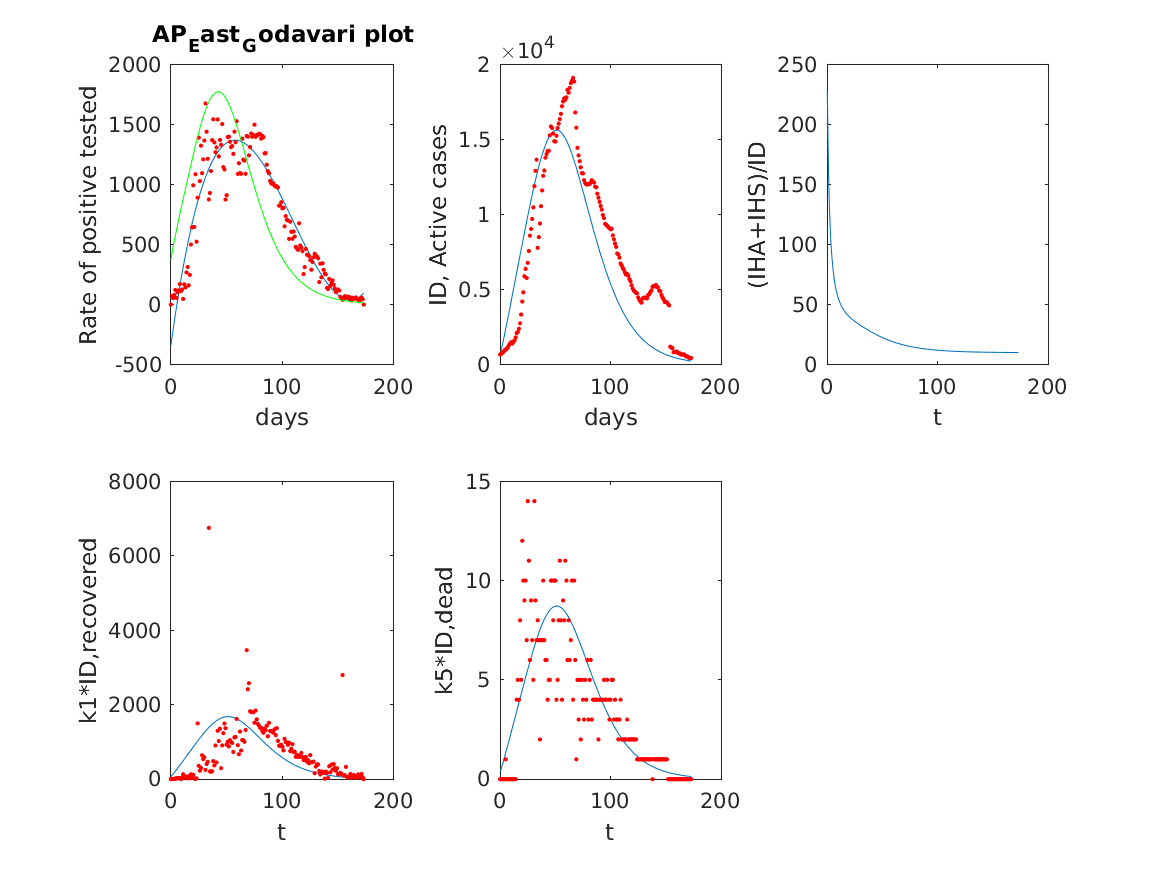 AP_East_Godavari plot
Rate of positive tested
2000
1500
1000
500
0
-500
0 100 200
days
×10^4
ID, Active cases
2
1.5
1
0.5
0
0 100 200
days
(IHA+IHS)/ID
250
200
150
100
50
0
0 100 200
t
k1*ID,recovered
8000
6000
4000
2000
0
0 100 200
t
k5*ID,dead
15
10
5
0
0 100 200
t